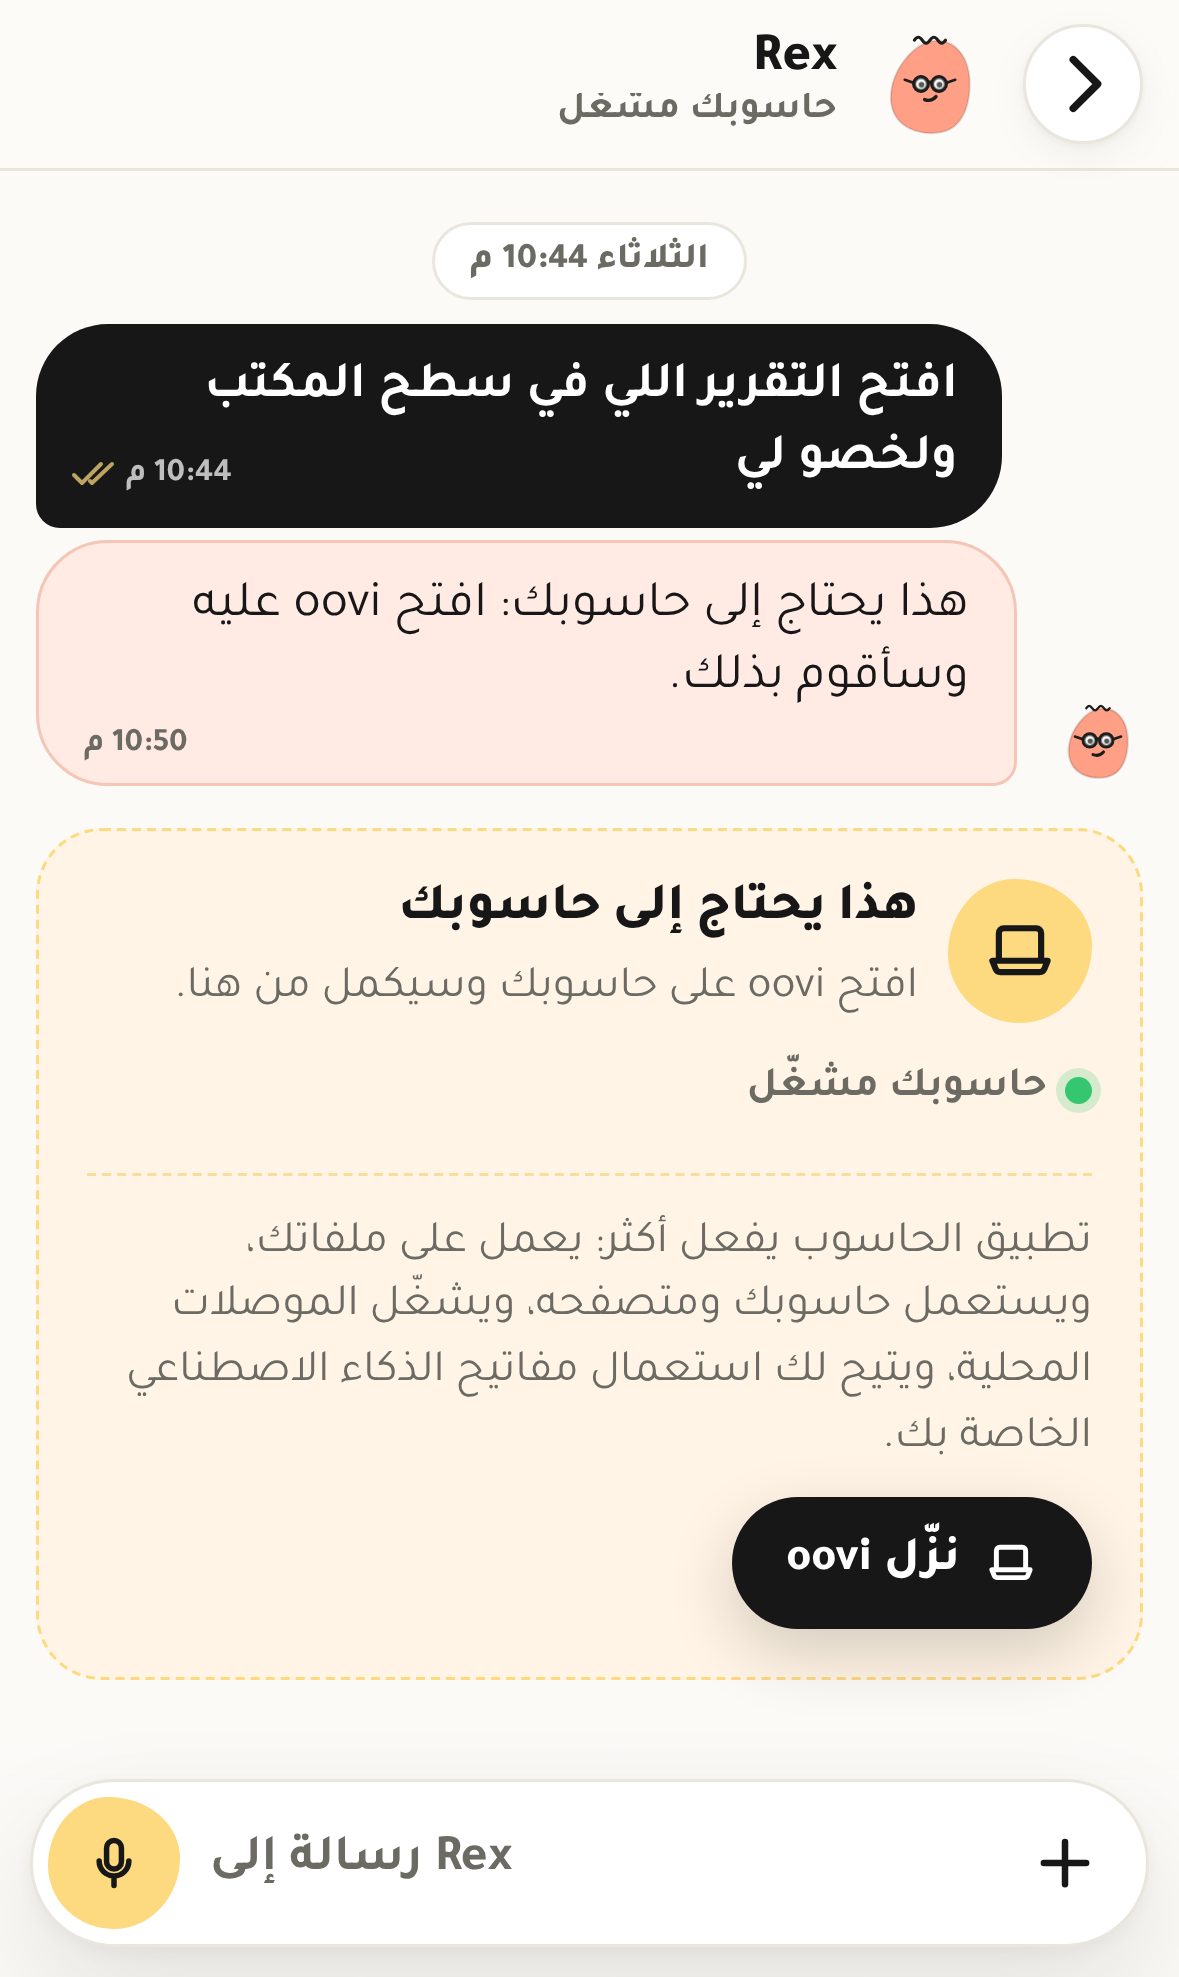 Rex
حاسوبك مشغّل
الثلاثاء 10:44 م
افتح التقرير اللي في سطح المكتب
ولخصو لي
10:44 م
هذا يحتاج إلى حاسوبك: افتح oovi عليه
وسأقوم بذلك.
10:50 م
هذا يحتاج إلى حاسوبك
افتح oovi على حاسوبك وسيكمل من هنا.
حاسوبك مشغّل
تطبيق الحاسوب يفعل أكثر: يعمل على ملفاتك،
ويستعمل حاسوبك ومتصفحه، ويشغّل الموصلات
المحلية، ويتيح لك استعمال مفاتيح الذكاء الاصطناعي
الخاصة بك.
نزّل oovi
رسالة إلى Rex